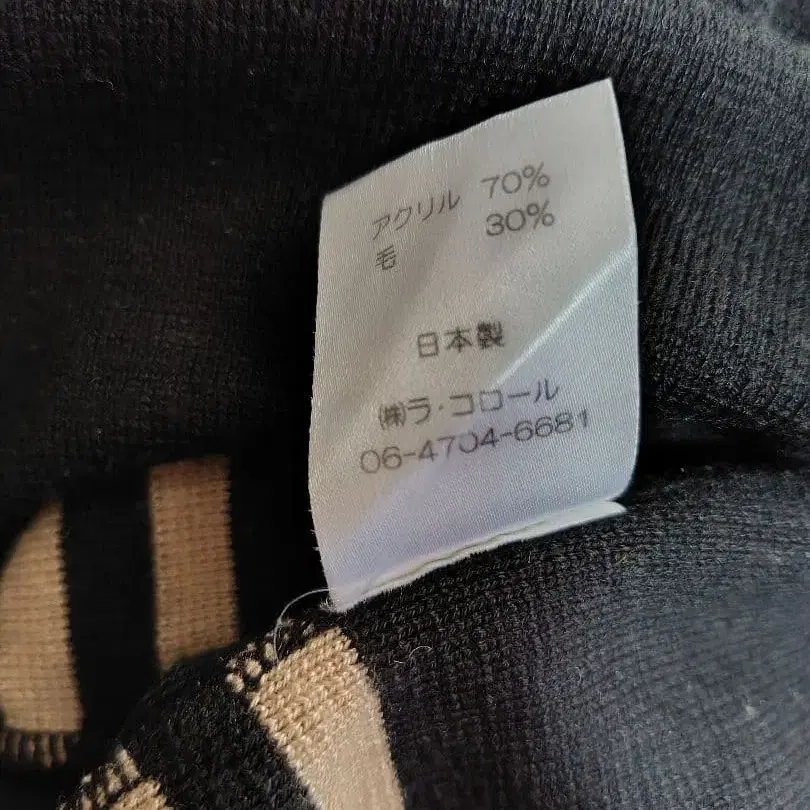 アクリル 70%
毛 30%
日本製
㈱ラ・コロール
06-4704-6681